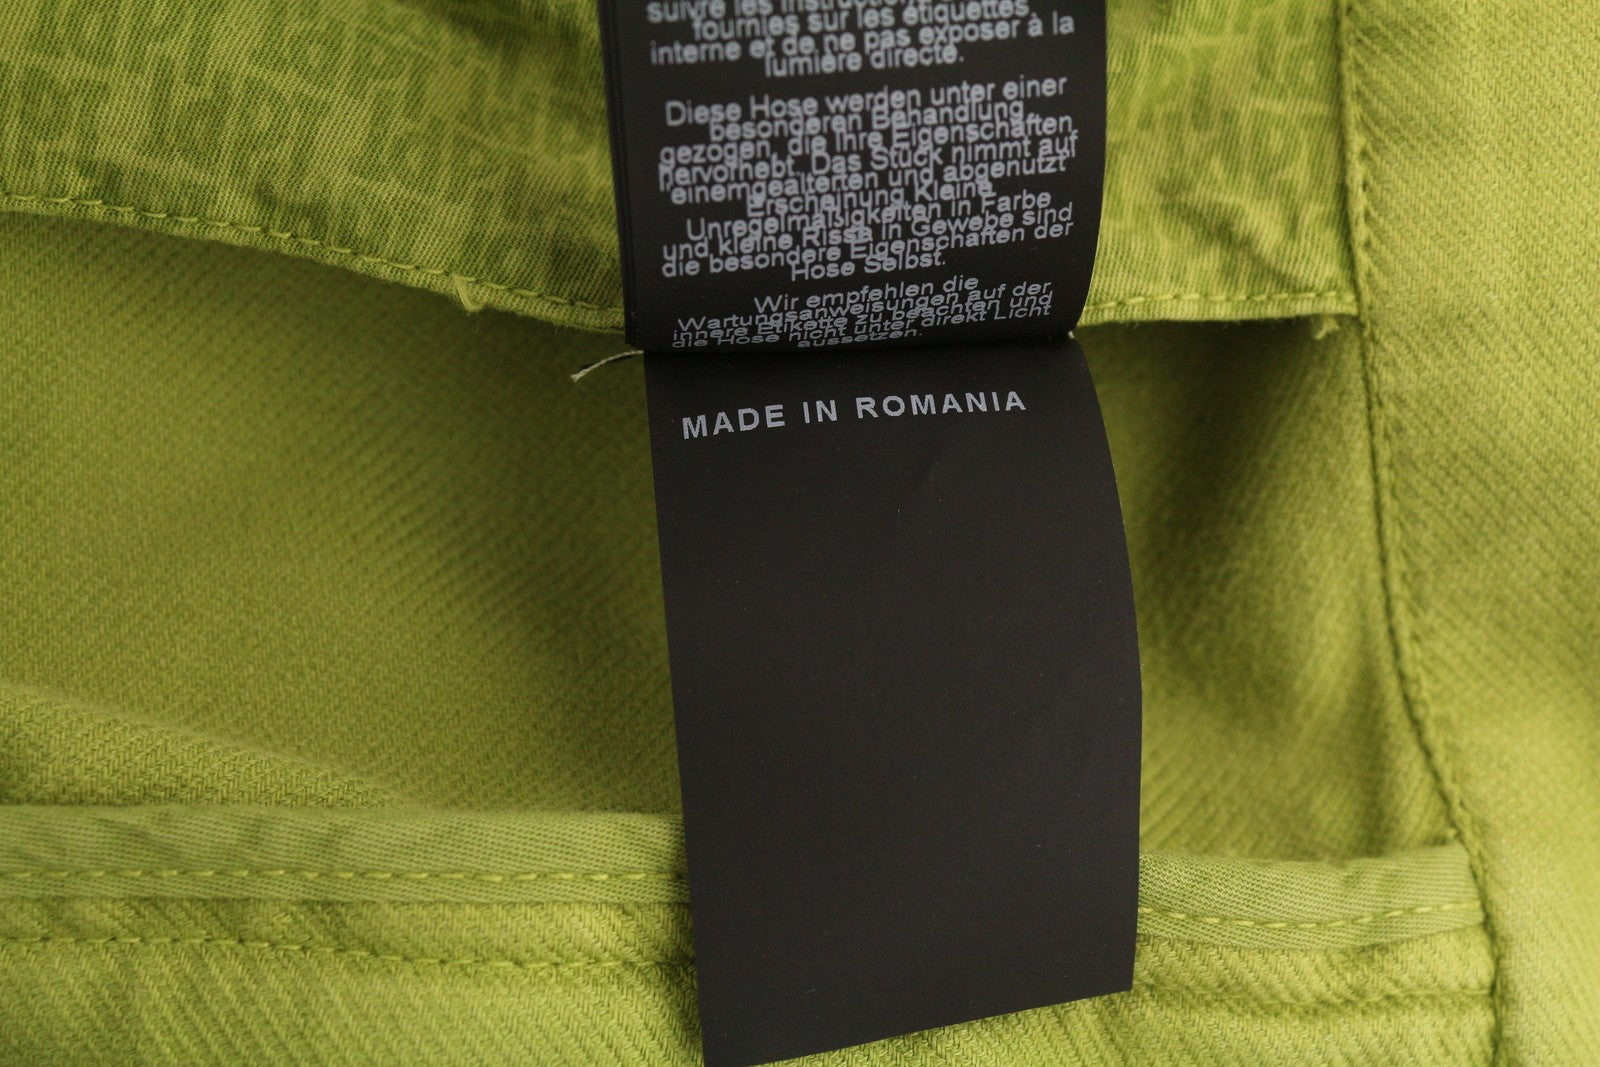 suivre les instructions
fournies sur les étiquettes
interne et de ne pas exposer à la
lumière directe.
Diese Hose werden unter einer
besonderen Behandlung
gezogen, die ihre Eigenschaften
hervorhebt. Das Stück nimmt auf
einemgealterten und abgenutzt
Erscheinung Kleine
Unregelmäßigkeiten in Farbe
und kleine Risse in Gewebe sind
die besondere Eigenschaften der
Hose Selbst.
Wir empfehlen die
Wartungsanweisungen auf der
innere Etikette zu beachten und
die Hose nicht unter direkt Licht
aussetzen.
MADE IN ROMANIA